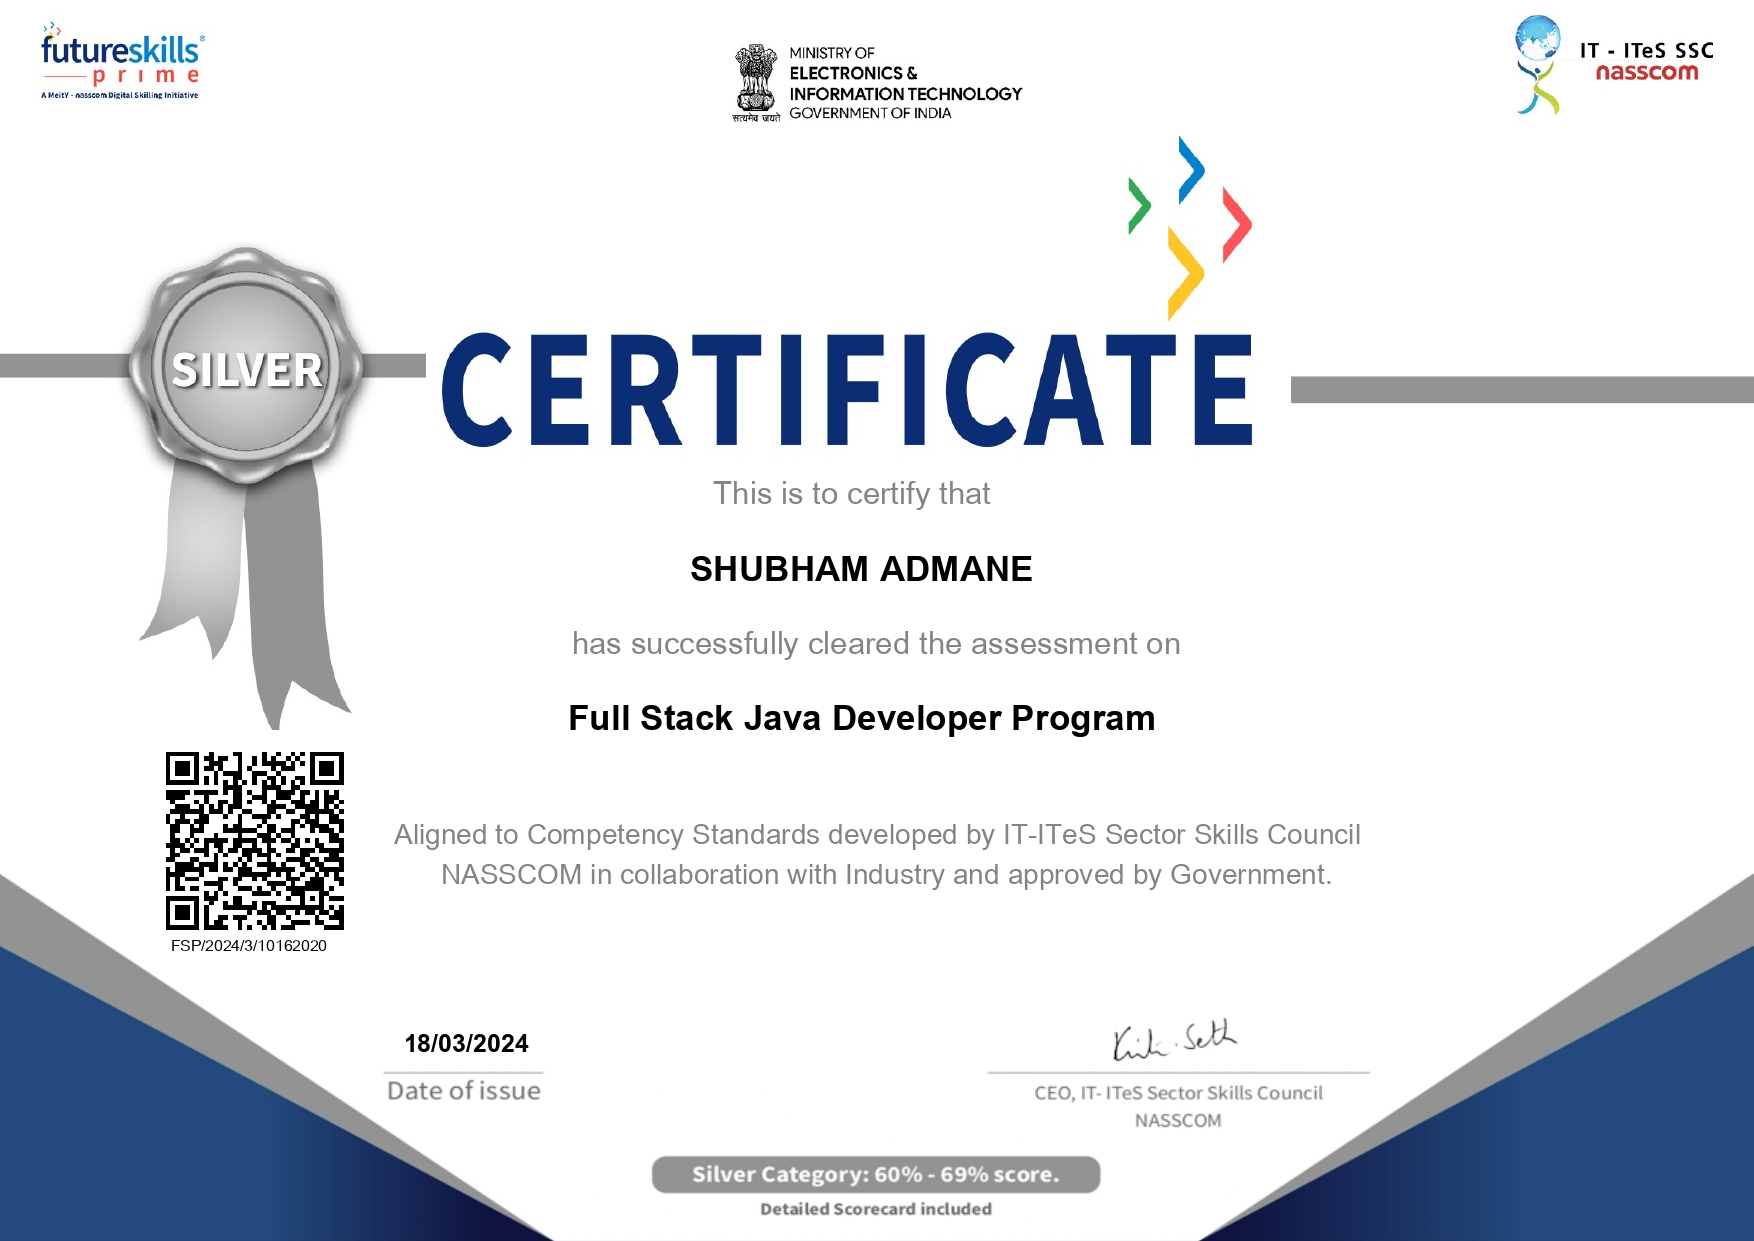 futureskills®
prime
A MeitY - nasscom Digital Skilling Initiative
MINISTRY OF
ELECTRONICS &
INFORMATION TECHNOLOGY
GOVERNMENT OF INDIA
सत्यमेव जयते
IT - ITeS SSC
nasscom
SILVER
CERTIFICATE
This is to certify that
SHUBHAM ADMANE
has successfully cleared the assessment on
Full Stack Java Developer Program
Aligned to Competency Standards developed by IT-ITeS Sector Skills Council
NASSCOM in collaboration with Industry and approved by Government.
FSP/2024/3/10162020
18/03/2024
Date of issue
Kirti Seth
CEO, IT- ITeS Sector Skills Council
NASSCOM
Silver Category: 60% - 69% score.
Detailed Scorecard included